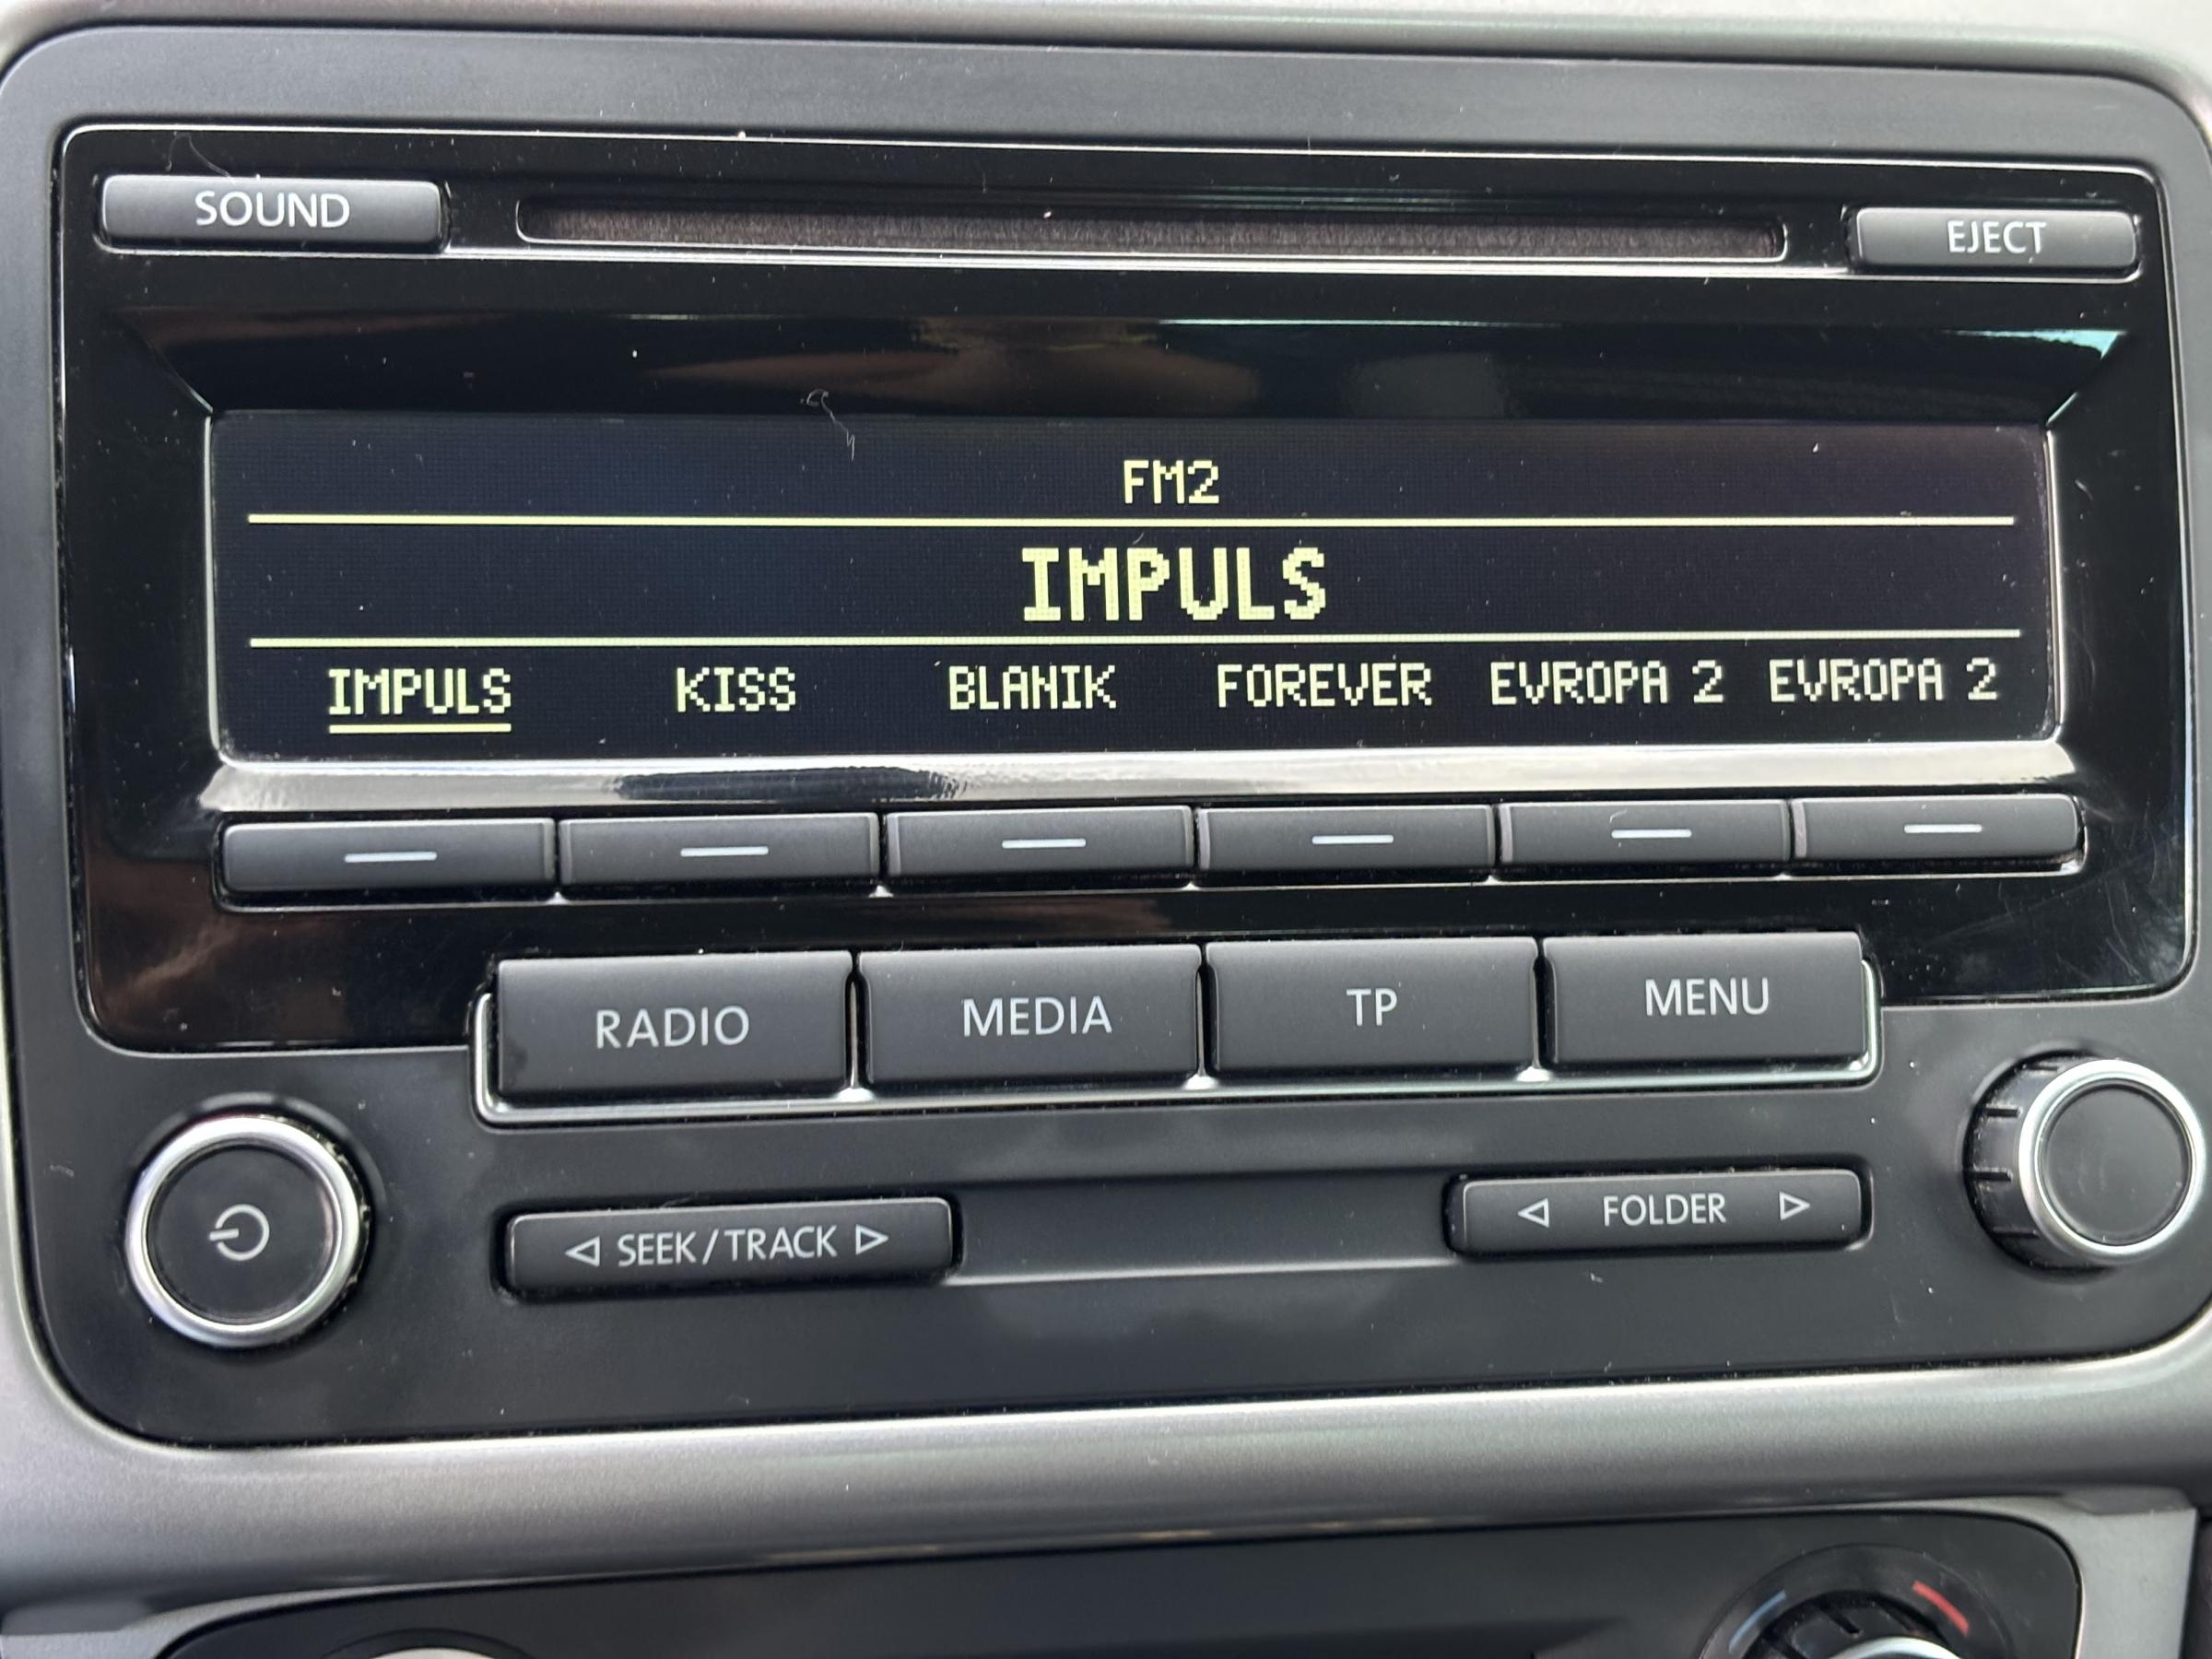 SOUND EJECT
FM2
IMPULS
IMPULS KISS BLANIK FOREVER EVROPA 2 EVROPA 2
RADIO MEDIA TP MENU
SEEK/TRACK FOLDER